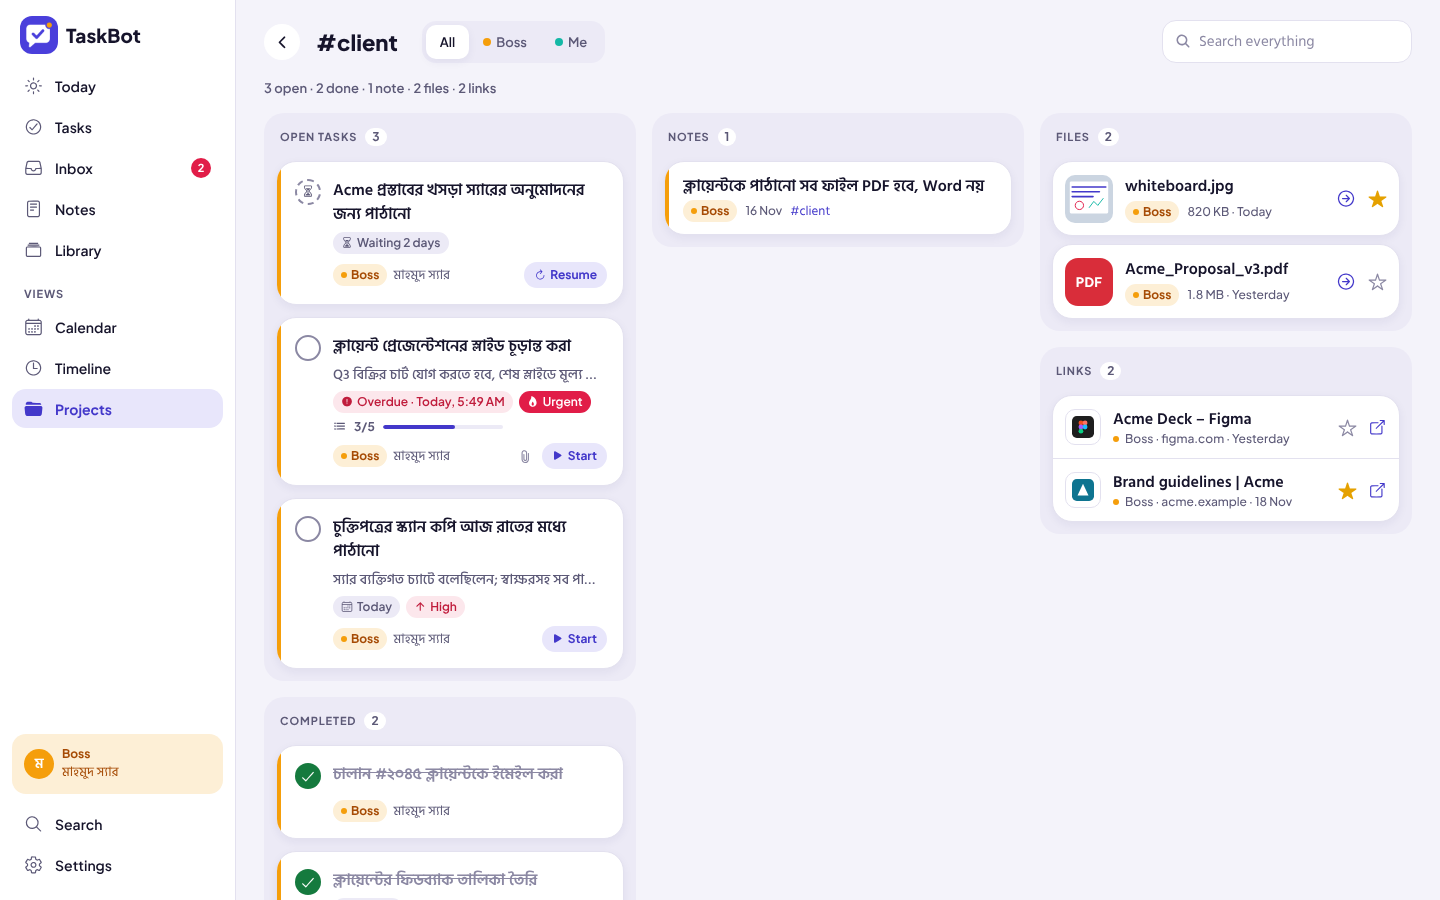 TaskBot
Today
Tasks
Inbox 2
Notes
Library
VIEWS
Calendar
Timeline
Projects
ম
Boss
মাহমুদ স্যার
Search
Settings
#client
All
Boss
Me
Search everything
3 open · 2 done · 1 note · 2 files · 2 links
OPEN TASKS 3
Acme প্রস্তাবের খসড়া স্যারের অনুমোদনের
জন্য পাঠানো
Waiting 2 days
Boss মাহমুদ স্যার
Resume
ক্লায়েন্ট প্রেজেন্টেশনের স্লাইড চূড়ান্ত করা
Q3 বিক্রির চার্ট যোগ করতে হবে, শেষ স্লাইডে মূল্য ...
Overdue · Today, 5:49 AM
Urgent
3/5
Boss মাহমুদ স্যার
Start
চুক্তিপত্রের স্ক্যান কপি আজ রাতের মধ্যে
পাঠানো
স্যার ব্যক্তিগত চ্যাটে বলেছিলেন; স্বাক্ষরসহ সব পা...
Today
High
Boss মাহমুদ স্যার
Start
COMPLETED 2
চালান #২০৪৫ ক্লায়েন্টকে ইমেইল করা
Boss মাহমুদ স্যার
ক্লায়েন্টের ফিডব্যাক তালিকা তৈরি
NOTES 1
ক্লায়েন্টকে পাঠানো সব ফাইল PDF হবে, Word নয়
Boss 16 Nov #client
FILES 2
whiteboard.jpg
Boss 820 KB · Today
PDF
Acme_Proposal_v3.pdf
Boss 1.8 MB · Yesterday
LINKS 2
Acme Deck – Figma
Boss · figma.com · Yesterday
Brand guidelines | Acme
Boss · acme.example · 18 Nov